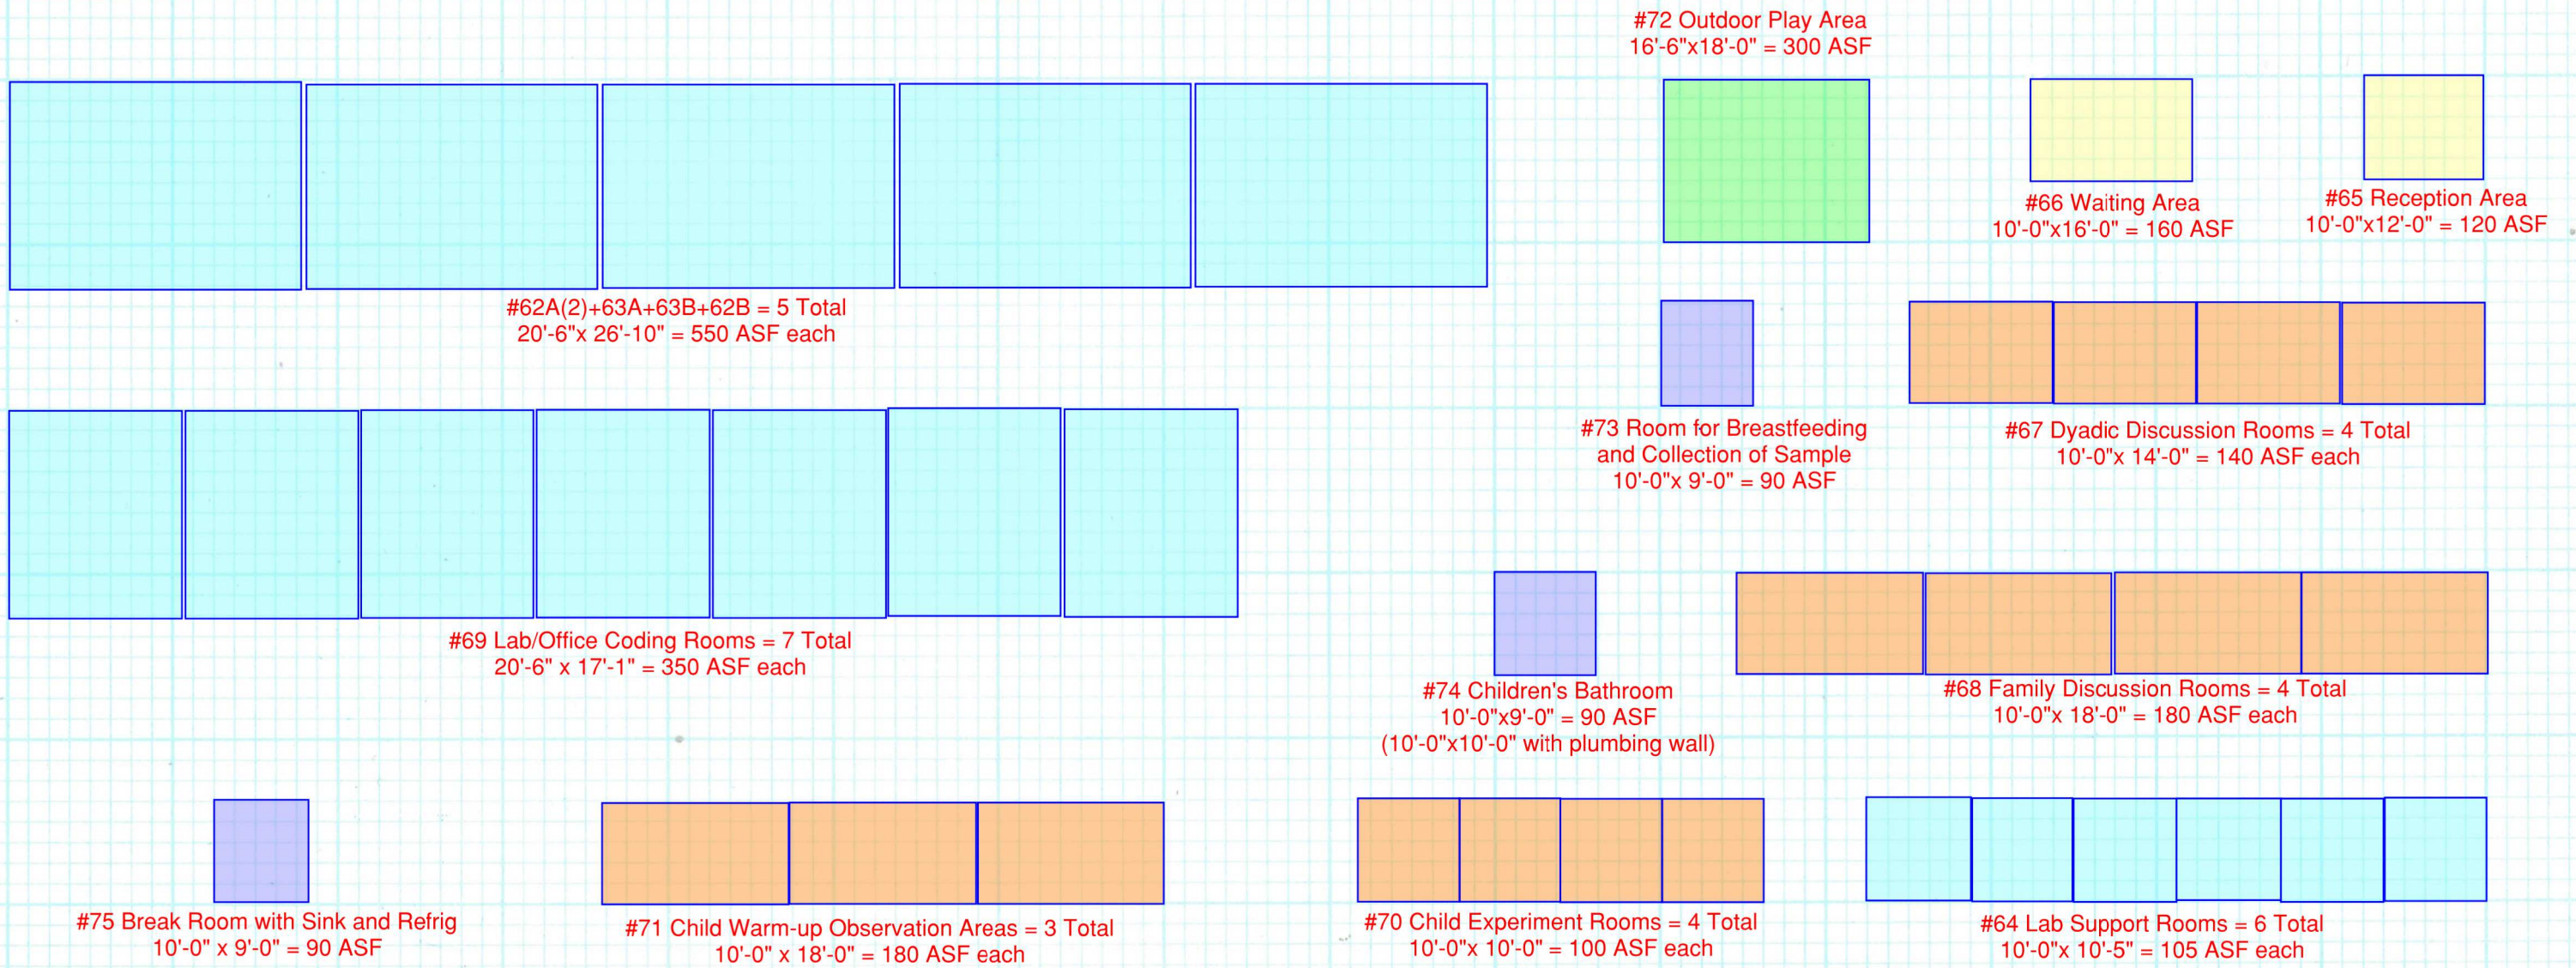 #72 Outdoor Play Area
16'-6"x18'-0" = 300 ASF
#66 Waiting Area
10'-0"x16'-0" = 160 ASF
#65 Reception Area
10'-0"x12'-0" = 120 ASF
#62A(2)+63A+63B+62B = 5 Total
20'-6"x 26'-10" = 550 ASF each
#73 Room for Breastfeeding
and Collection of Sample
10'-0"x 9'-0" = 90 ASF
#67 Dyadic Discussion Rooms = 4 Total
10'-0"x 14'-0" = 140 ASF each
#69 Lab/Office Coding Rooms = 7 Total
20'-6" x 17'-1" = 350 ASF each
#74 Children's Bathroom
10'-0"x9'-0" = 90 ASF
(10'-0"x10'-0" with plumbing wall)
#68 Family Discussion Rooms = 4 Total
10'-0"x 18'-0" = 180 ASF each
#75 Break Room with Sink and Refrig
10'-0" x 9'-0" = 90 ASF
#71 Child Warm-up Observation Areas = 3 Total
10'-0" x 18'-0" = 180 ASF each
#70 Child Experiment Rooms = 4 Total
10'-0"x 10'-0" = 100 ASF each
#64 Lab Support Rooms = 6 Total
10'-0"x 10'-5" = 105 ASF each